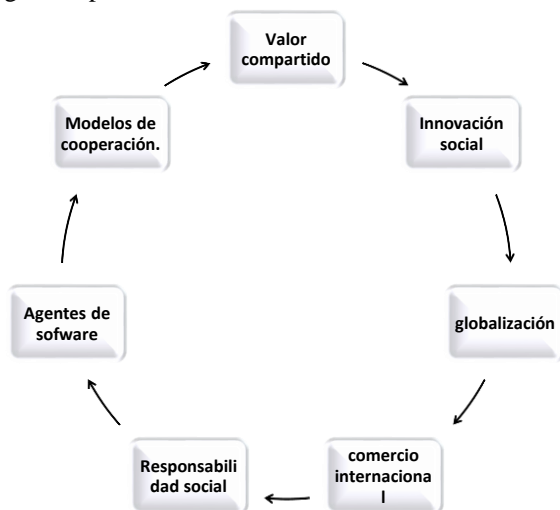 Valor
compartido
Innovación
social
globalización
comercio
internaciona
l
Responsabili
dad social
Agentes de
sofware
Modelos de
cooperación.